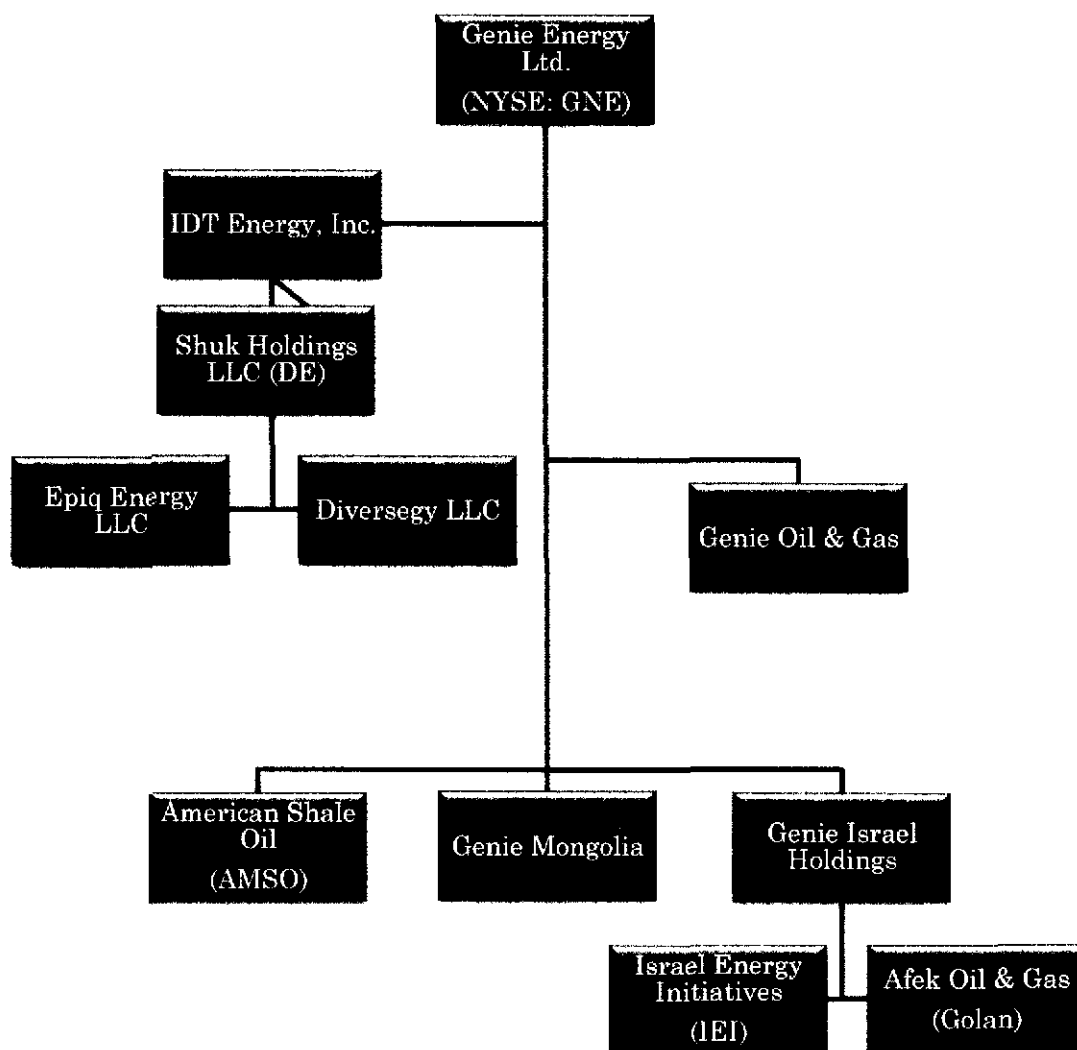 Genie Energy
Ltd.
(NYSE: GNE)
IDT Energy, Inc.
Shuk Holdings
LLC (DE)
Epiq Energy
LLC
Diversegy LLC
Genie Oil & Gas
American Shale
Oil
(AMSO)
Genie Mongolia
Genie Israel
Holdings
Israel Energy
Initiatives
(IEI)
Afek Oil & Gas
(Golan)